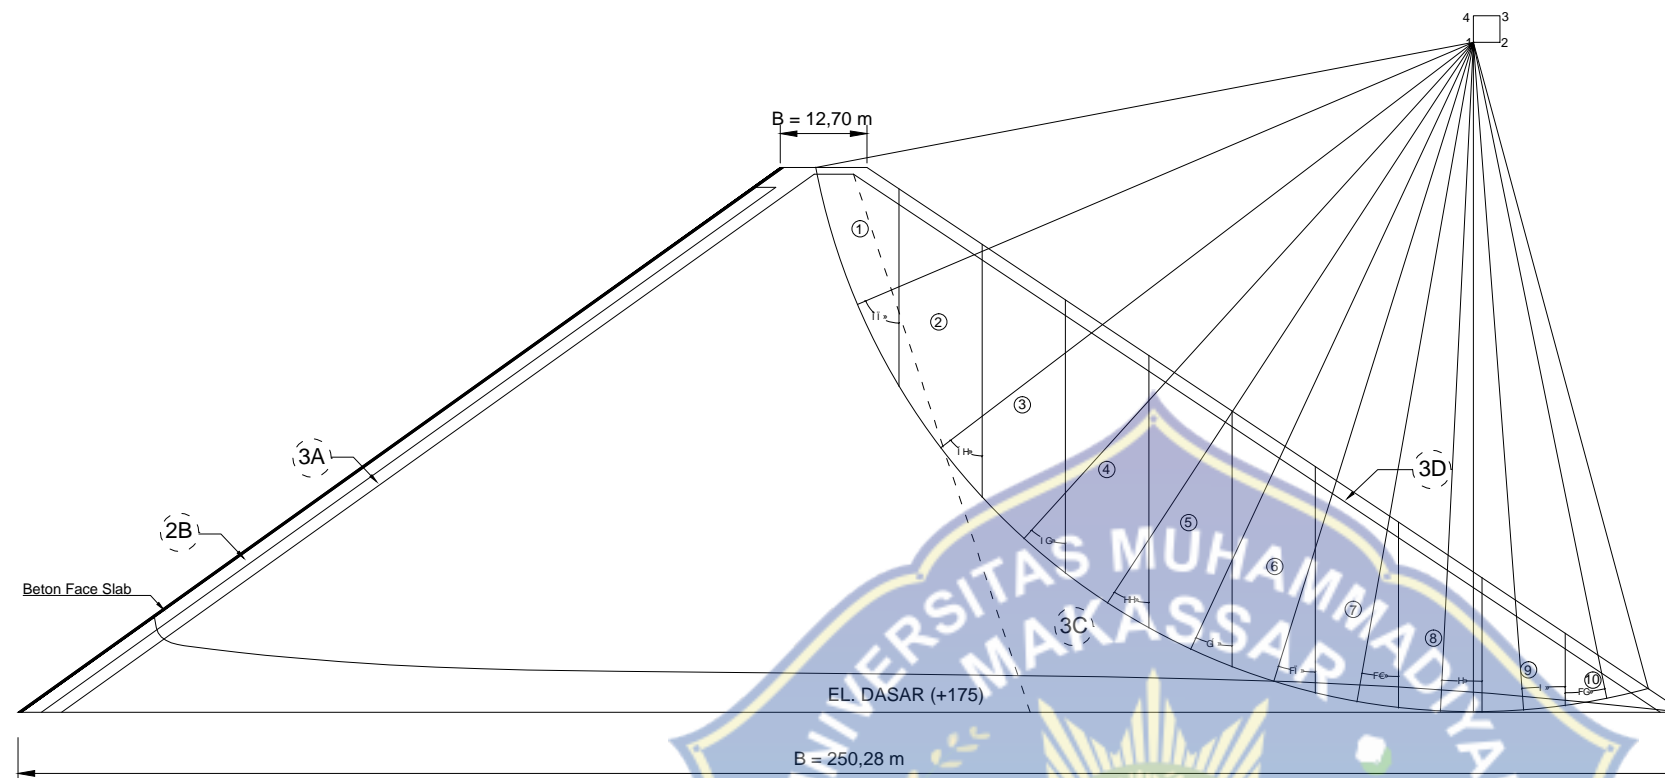 4 3
1 2
B = 12,70 m
1
2
3
3A
4
3D
5
2B
6
Beton Face Slab
7
3C
8
9
10
EL. DASAR (+175)
B = 250,28 m
UNIVERSITAS MUHAMMADIYA
MAKASSAR